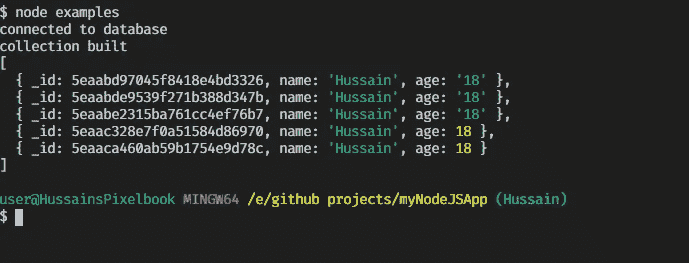 $ node examples
connected to database
collection built
[
  { _id: 5eaabd97045f8418e4bd3326, name: 'Hussain', age: '18' },
  { _id: 5eaabde9539f271b388d347b, name: 'Hussain', age: '18' },
  { _id: 5eaabe2315ba761cc4ef76b7, name: 'Hussain', age: '18' },
  { _id: 5eaac328e7f0a51584d86970, name: 'Hussain', age: 18 },
  { _id: 5eaaca460ab59b1754e9d78c, name: 'Hussain', age: 18 }
]
user@HussainsPixelbook MINGW64 /e/github projects/myNodeJSApp (Hussain)
$